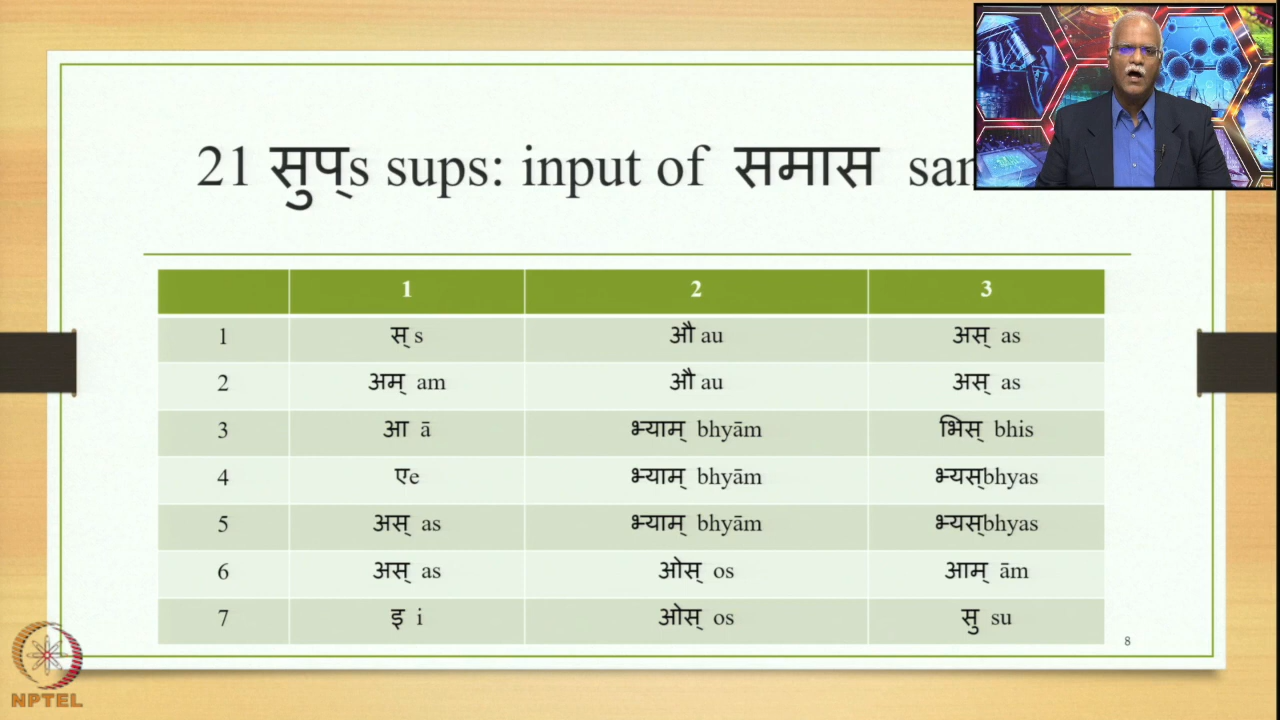 21 सुप्s sups: input of समास
1 2 3
1 स् s औ au अस् as
2 अम् am औ au अस् as
3 आ ā भ्याम् bhyām भिस् bhis
4 एe भ्याम् bhyām भ्यस्bhyas
5 अस् as भ्याम् bhyām भ्यस्bhyas
6 अस् as ओस् os आम् ām
7 इ i ओस् os सु su
8
NPTEL